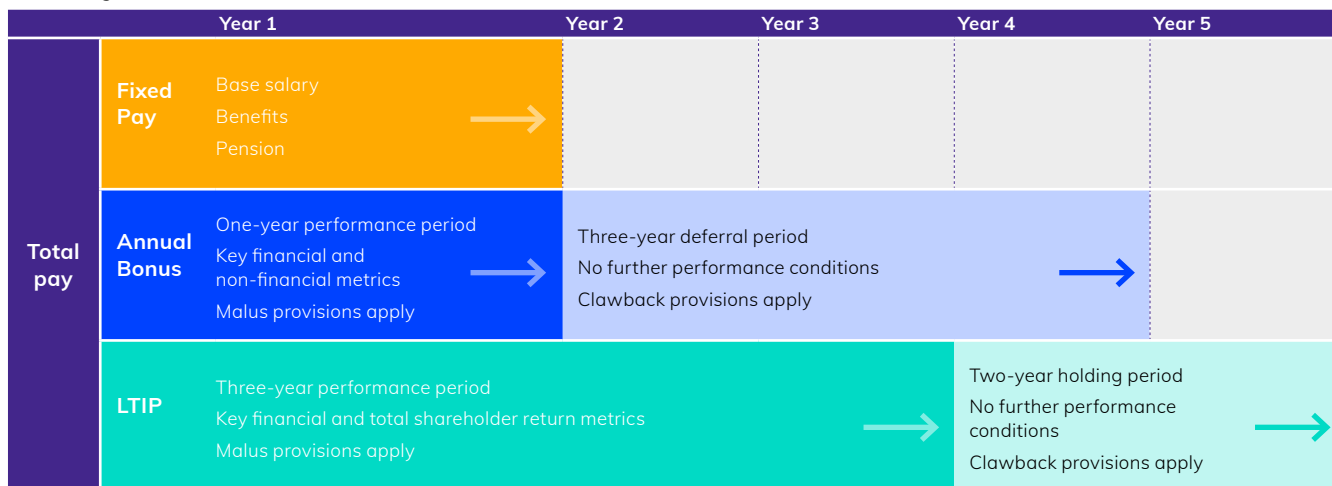 Year 1 Year 2 Year 3 Year 4 Year 5
Total
pay
Fixed
Pay
Base salary
Benefits
Pension
Annual
Bonus
One-year performance period
Key financial and
non-financial metrics
Malus provisions apply
Three-year deferral period
No further performance conditions
Clawback provisions apply
LTIP
Three-year performance period
Key financial and total shareholder return metrics
Malus provisions apply
Two-year holding period
No further performance
conditions
Clawback provisions apply